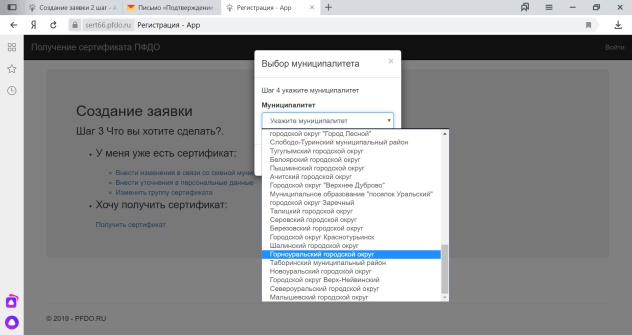 Создание заявки 2 шаг - A
Письмо «Подтверждение
Регистрация - App
sert66.pfdo.ru Регистрация - App
Получение сертификата ПФДО
Войти
Выбор муниципалитета
Шаг 4 укажите муниципалитет
Муниципалитет
Укажите муниципалитет
городской округ "Город Лесной"
Слободо-Туринский муниципальный район
Тугулымский городской округ
Белоярский городской округ
Пышминский городской округ
Ачитский городской округ
Городской округ "Верхнее Дуброво"
Муниципальное образование "поселок Уральский"
городской округ Заречный
Талицкий городской округ
Серовский городской округ
Березовский городской округ
Городской округ Краснотурьинск
Шалинский городской округ
Горноуральский городской округ
Таборинский муниципальный район
Новоуральский городской округ
Городской округ Верх-Нейвинский
Североуральский городской округ
Малышевский городской округ
Создание заявки
Шаг 3 Что вы хотите сделать?.
У меня уже есть сертификат:
Внести изменения в связи со сменой муни
Внести уточнения в персональные данные
Изменить группу сертификата
Хочу получить сертификат:
Получить сертификат
© 2019 - PFDO.RU